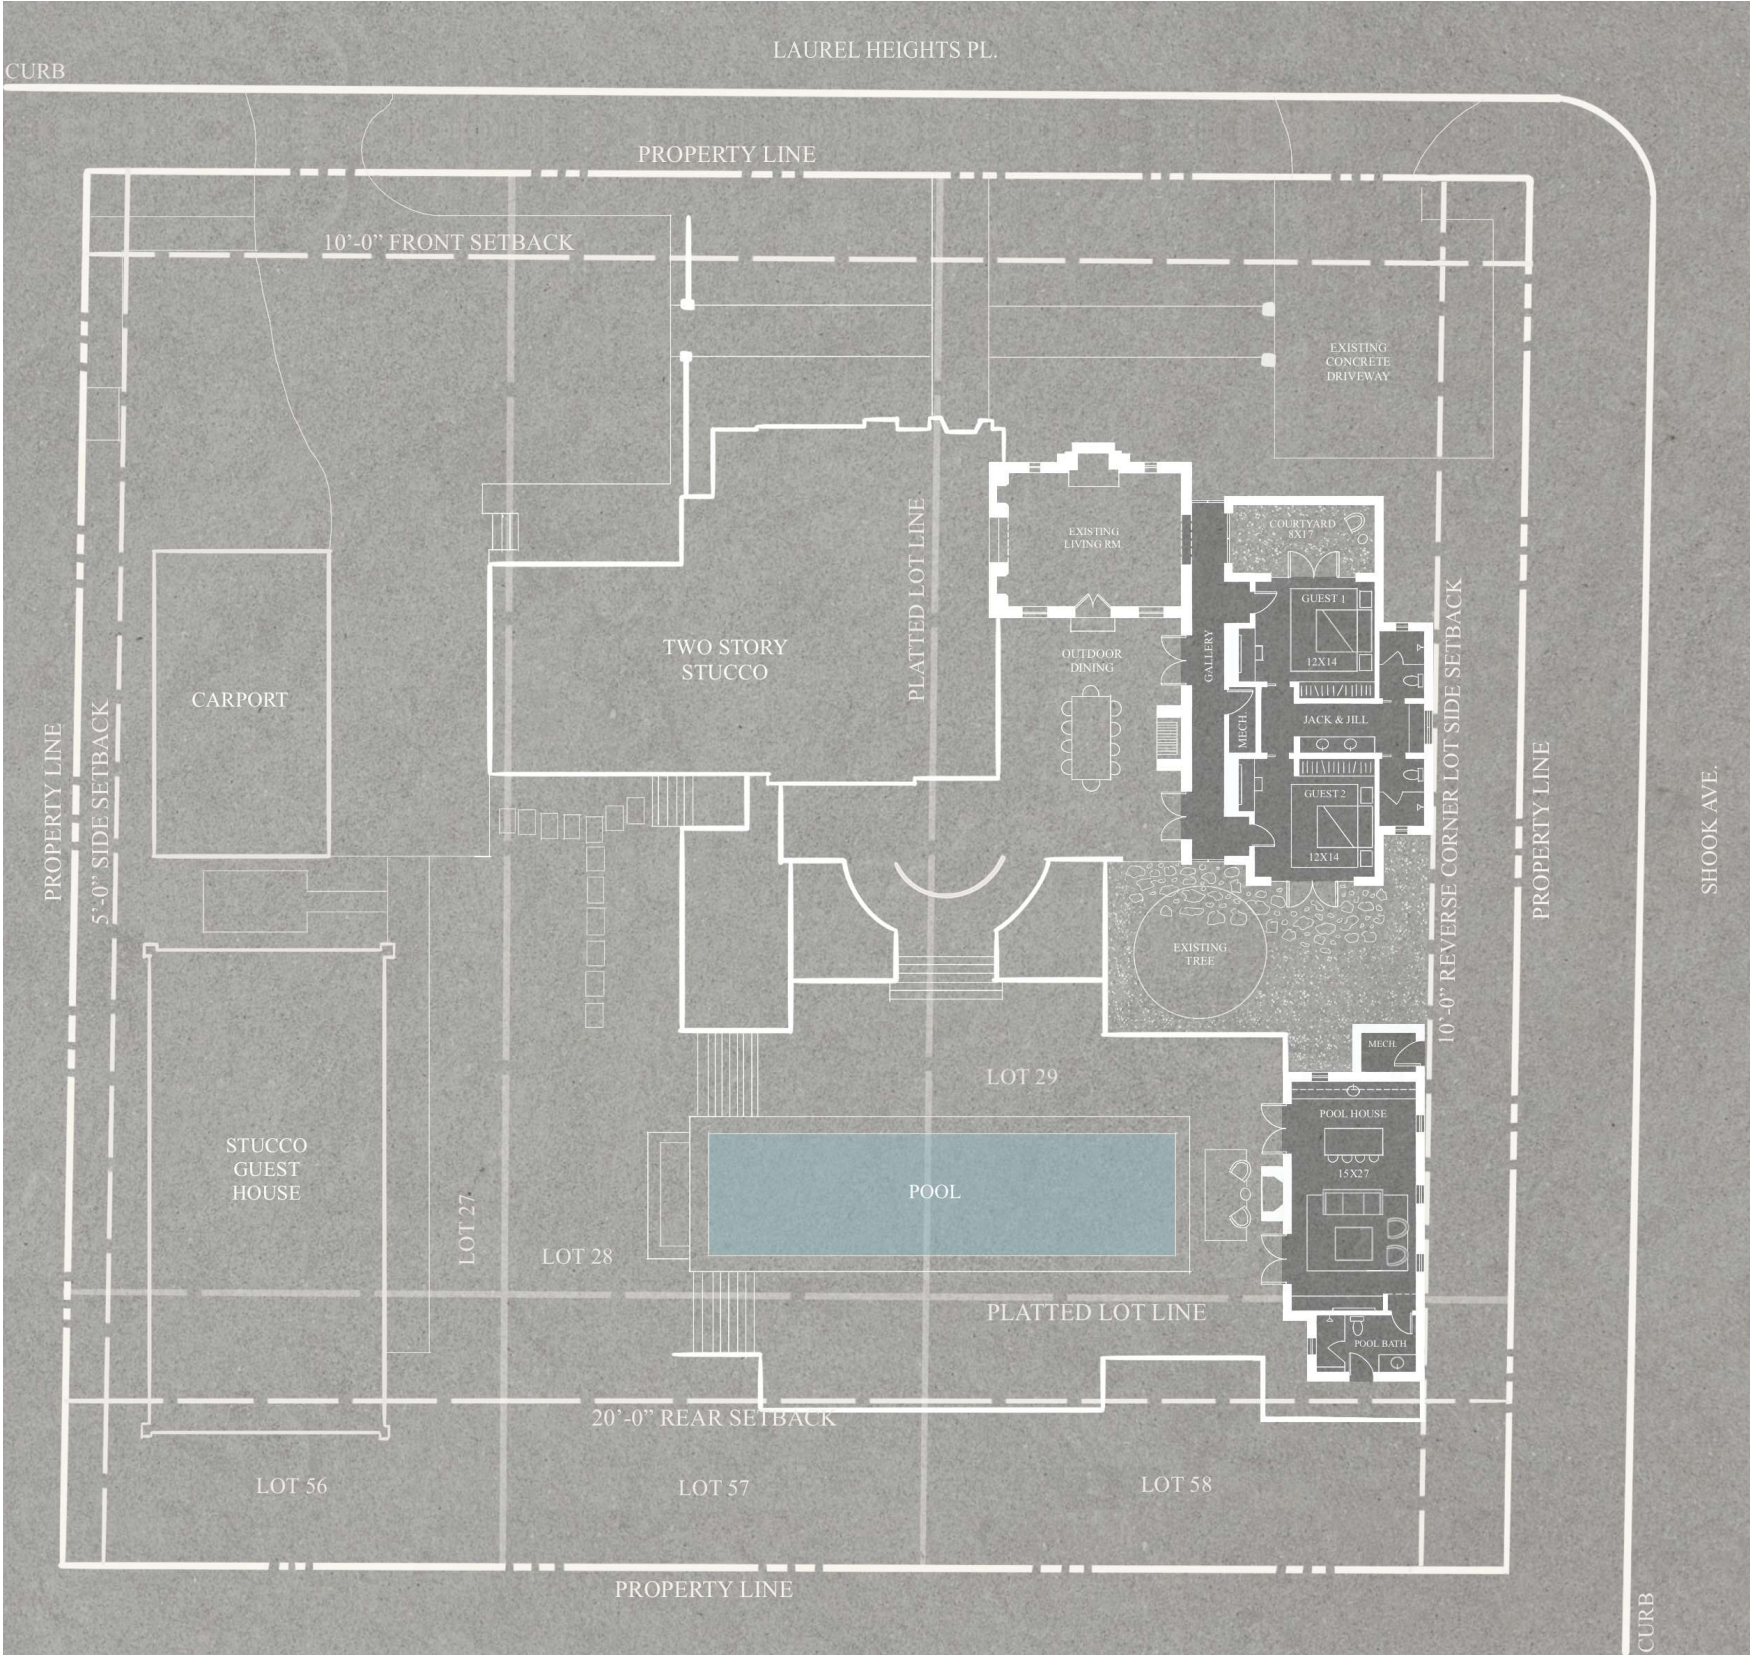 LAUREL HEIGHTS PL.
CURB
PROPERTY LINE
10'-0" FRONT SETBACK
EXISTING
CONCRETE
DRIVEWAY
COURTYARD
8X17
EXISTING
LIVING RM.
PLATTED LOT LINE
GUEST 1
12X14
GALLERY
TWO STORY
STUCCO
OUTDOOR
DINING
CARPORT
MECH.
JACK & JILL
GUEST 2
12X14
PROPERTY LINE
5'-0" SIDE SETBACK
10'-0" REVERSE CORNER LOT SIDE SETBACK
PROPERTY LINE
SHOOK AVE.
EXISTING
TREE
MECH.
LOT 29
POOL HOUSE
15X27
STUCCO
GUEST
HOUSE
POOL
LOT 27
LOT 28
PLATTED LOT LINE
POOL BATH
20'-0" REAR SETBACK
LOT 56
LOT 57
LOT 58
PROPERTY LINE
CURB